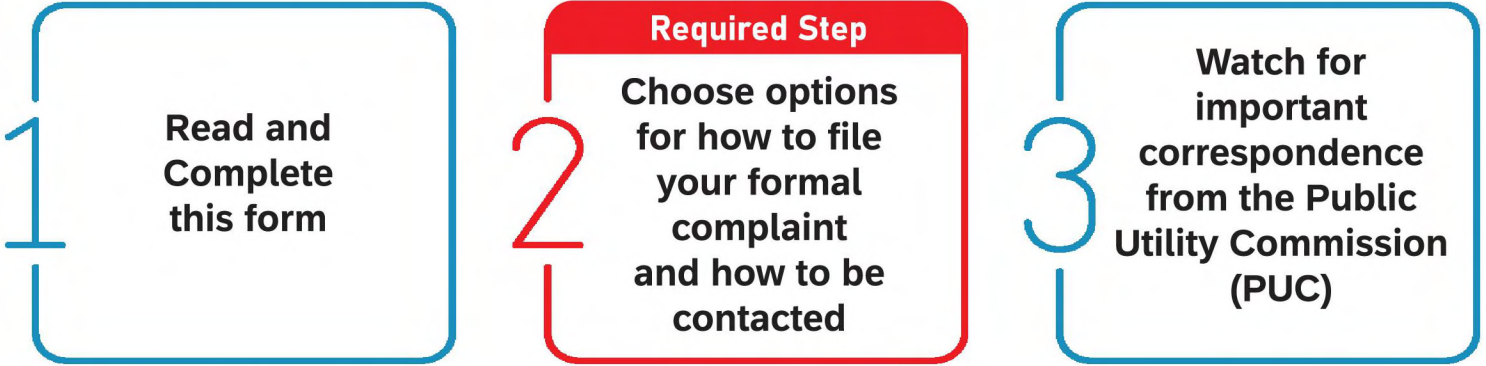 1
Read and
Complete
this form
Required Step
2
Choose options
for how to file
your formal
complaint
and how to be
contacted
3
Watch for
important
correspondence
from the Public
Utility Commission
(PUC)